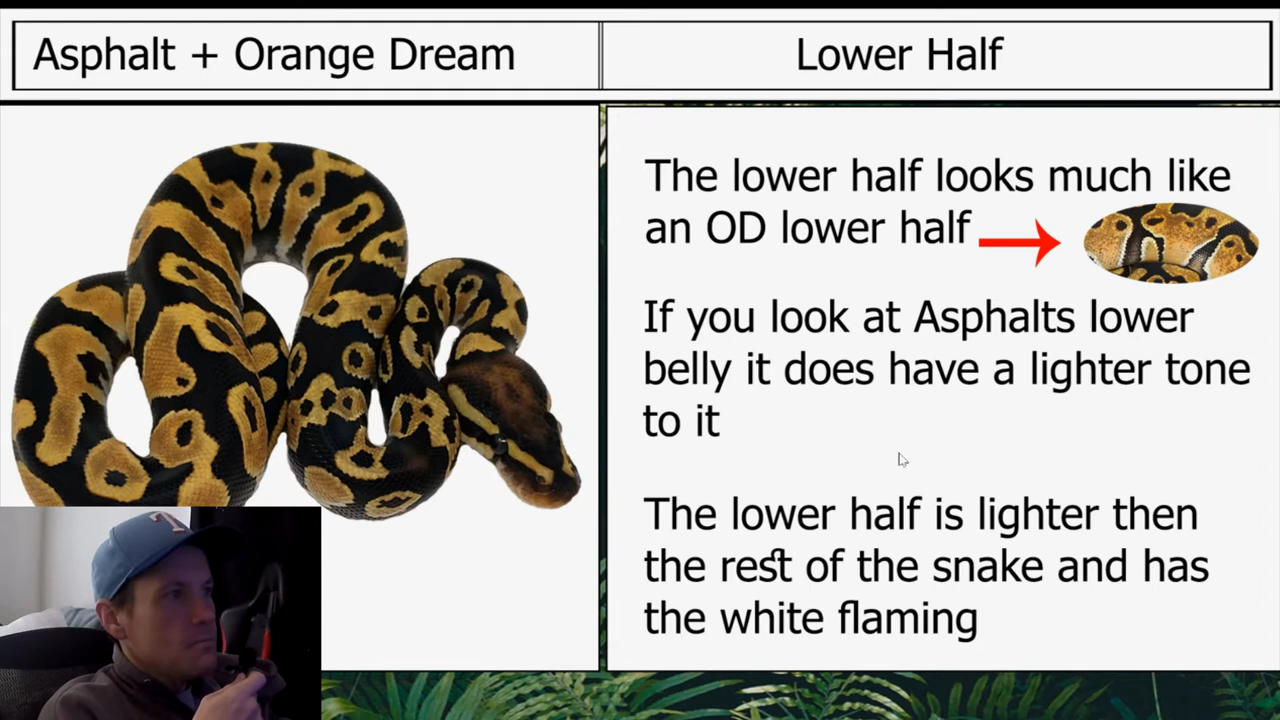 Asphalt + Orange Dream
Lower Half
The lower half looks much like
an OD lower half
If you look at Asphalts lower
belly it does have a lighter tone
to it
The lower half is lighter then
the rest of the snake and has
the white flaming
T